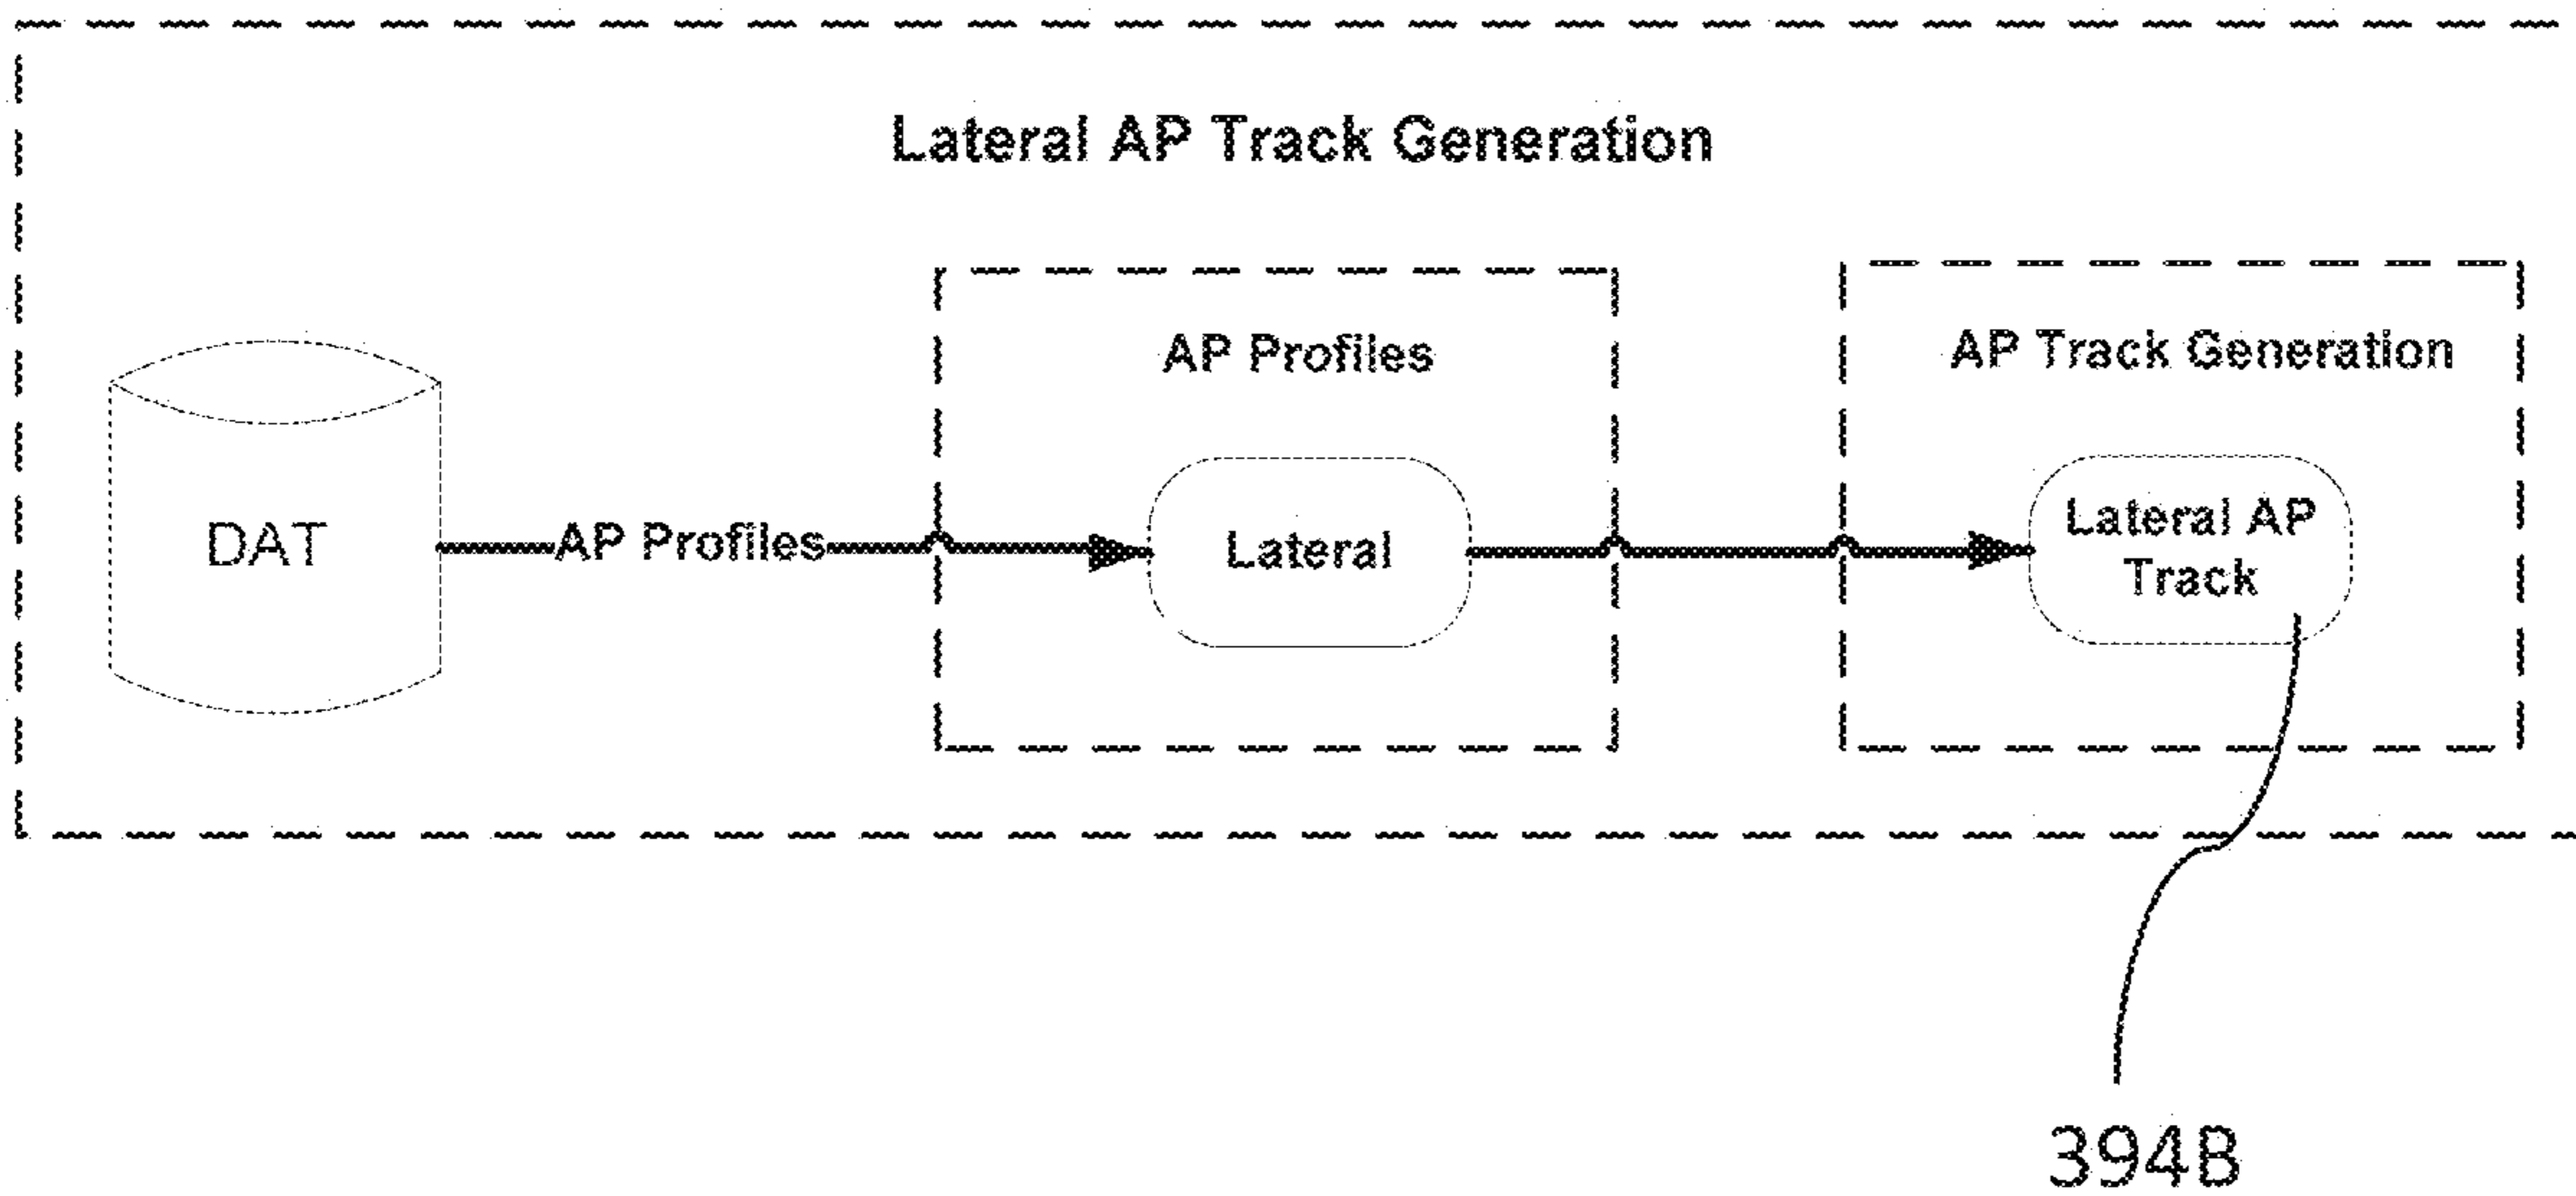 Lateral AP Track Generation
AP Profiles
AP Track Generation
DAT
AP Profiles
Lateral
Lateral AP
Track
394B